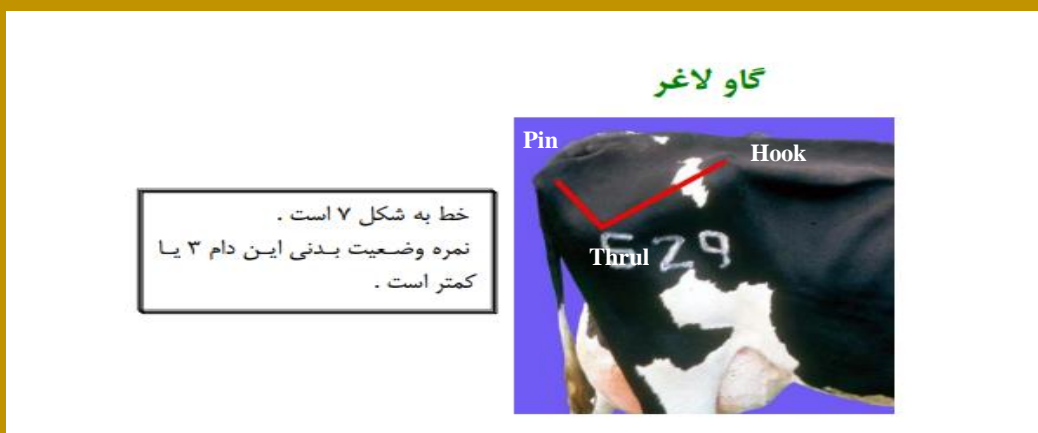 گاو لاغر
Pin
Hook
Thrul
529
خط به شکل ۷ است .
نمره وضعیت بدنی این دام ۳ یا
کمتر است .